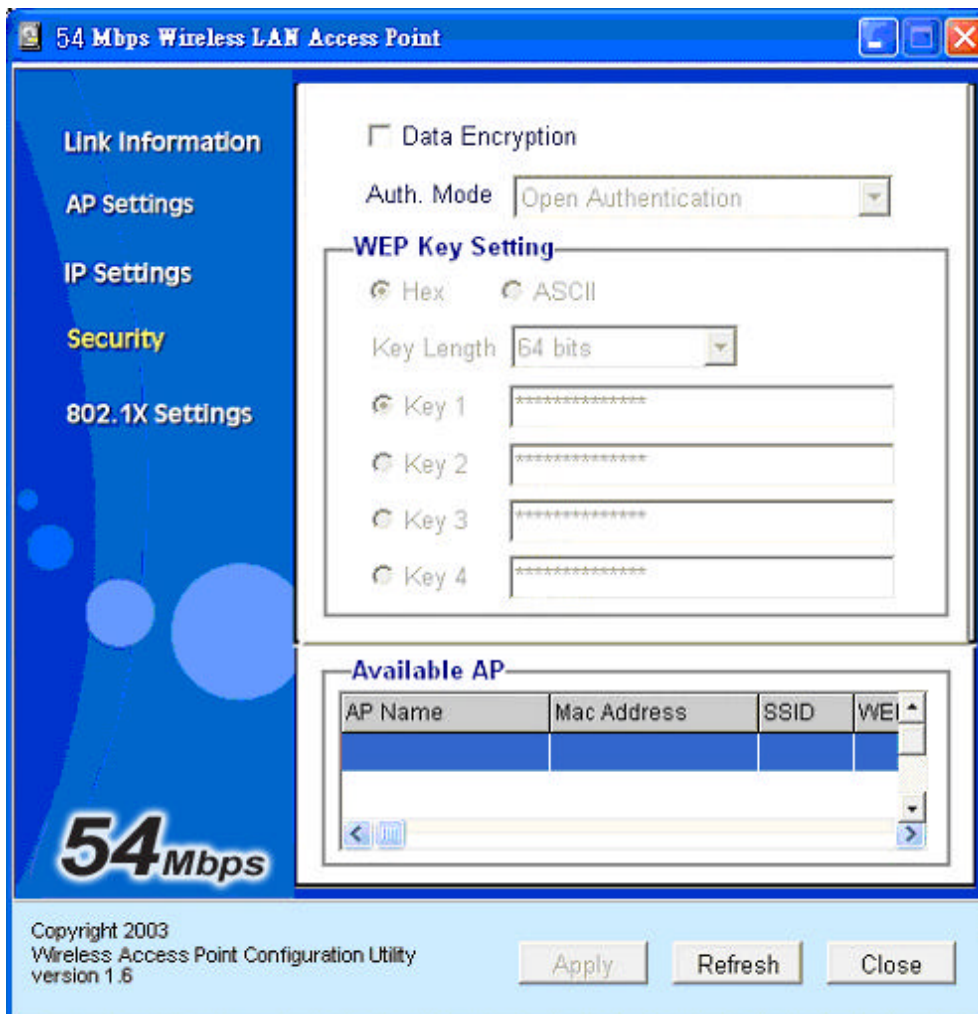 54 Mbps Wireless LAN Access Point
Link Information
AP Settings
IP Settings
Security
802.1X Settings
54Mbps
Data Encryption
Auth. Mode Open Authentication
WEP Key Setting
Hex ASCII
Key Length 64 bits
Key 1 **************
Key 2 **************
Key 3 **************
Key 4 **************
Available AP
AP Name Mac Address SSID WEI
Copyright 2003
Wireless Access Point Configuration Utility
version 1.6
Apply Refresh Close